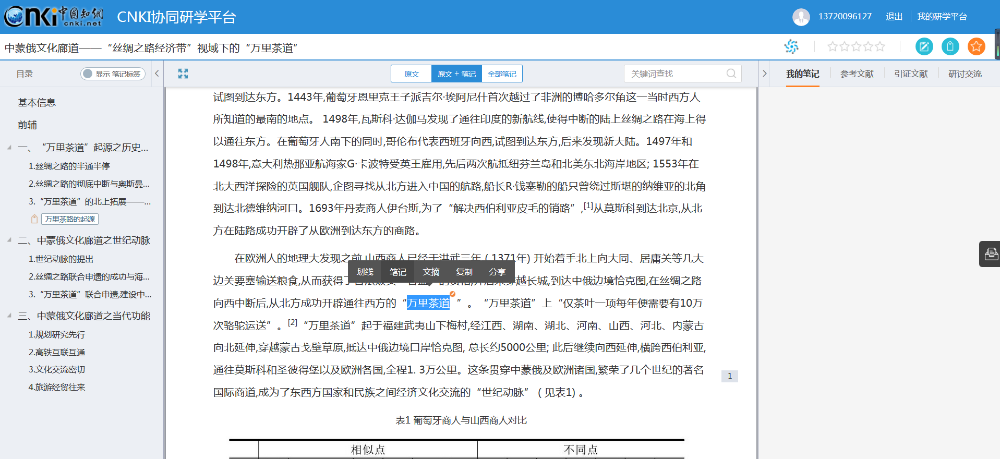 Cnki中国知网
cnki.net
CNKI协同研学平台
13720096127
退出
我的研学平台
中蒙俄文化廊道——“丝绸之路经济带”视域下的“万里茶道”
目录
显示 笔记标签
原文
原文 + 笔记
全部笔记
关键词查找
我的笔记
参考文献
引证文献
研讨交流
基本信息
前辅
一、“万里茶道”起源之历史...
1.丝绸之路的半通半停
2.丝绸之路的彻底中断与奥斯曼...
3.“万里茶道”的北上拓展——...
万里茶路的起源
二、中蒙俄文化廊道之世纪动脉
1.世纪动脉的提出
2.丝绸之路联合申遗的成功与海...
3.“万里茶道”联合申遗,建设中...
三、中蒙俄文化廊道之当代功能
1.规划研究先行
2.高铁互联互通
3.文化交流密切
4.旅游经贸往来
试图到达东方。1443年,葡萄牙恩里克王子派吉尔·埃阿尼什首次越过了非洲的博哈多尔角这一当时西方人
所知道的最南的地点。 1498年,瓦斯科·达伽马发现了通往印度的新航线,使得中断的陆上丝绸之路在海上得
以通往东方。在葡萄牙人南下的同时,哥伦布代表西班牙向西,试图到达东方,后来发现新大陆。1497年和
1498年,意大利热那亚航海家G·卡波特受英王雇用,先后两次航抵纽芬兰岛和北美东北海岸地区; 1553年在
北大西洋探险的英国舰队,企图寻找从北方进入中国的航路,船长R·钱塞勒的船只曾绕过斯堪的纳维亚的北角
到达北德维纳河口。1693年丹麦商人伊台斯,为了“解决西伯利亚皮毛的销路”,[1]从莫斯科到达北京,从北
方在陆路成功开辟了从欧洲到达东方的商路。
在欧洲人的地理大发现之前,山西商人已经于洪武三年 ( 1371年) 开始着手北上向大同、居庸关等几大
划线
笔记
文摘
复制
分享
边关要塞输送粮食,从而获得了合法贩卖“官盐”的资格,并后来穿越长城,到达中俄边境恰克图,在丝绸之路
向西中断后,从北方成功开辟通往西方的“万里茶道”。“万里茶道”上“仅茶叶一项每年便需要有10万
次骆驼运送”。[2]“万里茶道”起于福建武夷山下梅村,经江西、湖南、湖北、河南、山西、河北、内蒙古
向北延伸,穿越蒙古戈壁草原,抵达中俄边境口岸恰克图, 总长约5000公里; 此后继续向西延伸,横跨西伯利亚,
通往莫斯科和圣彼得堡以及欧洲各国,全程1. 3万公里。这条贯穿中蒙俄及欧洲诸国,繁荣了几个世纪的著名
国际商道,成为了东西方国家和民族之间经济文化交流的“世纪动脉” ( 见表1) 。
1
表1 葡萄牙商人与山西商人对比
相似点
不同点